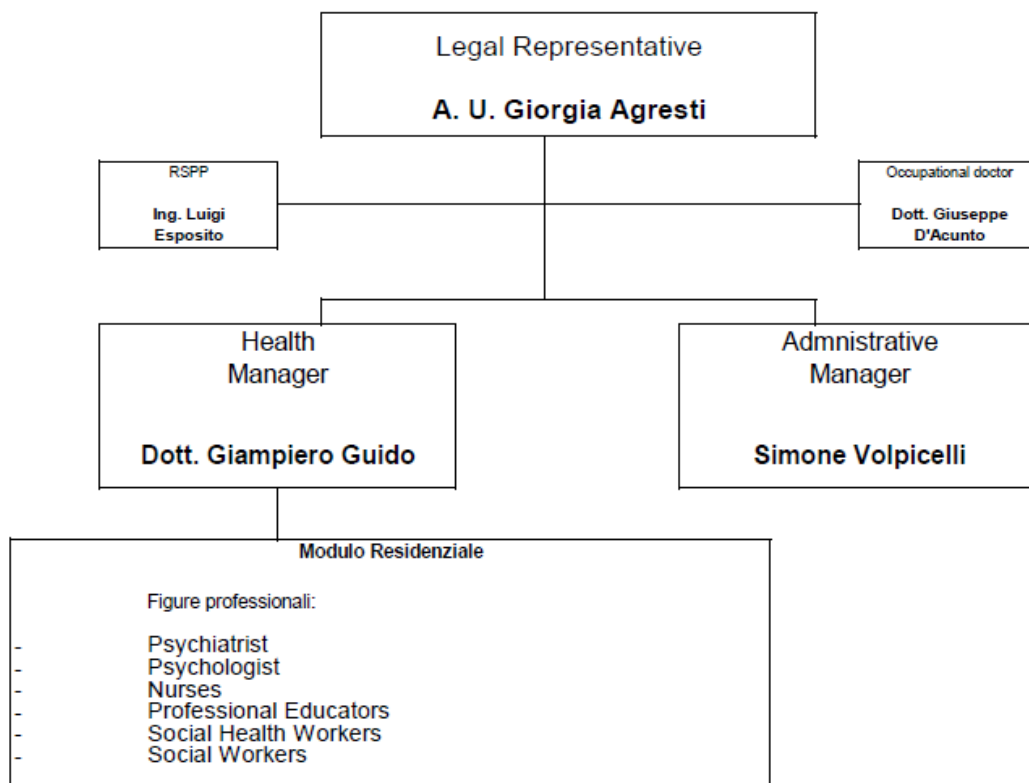 Legal Representative
A. U. Giorgia Agresti
RSPP
Ing. Luigi
Esposito
Occupational doctor
Dott. Giuseppe
D'Acunto
Health
Manager
Dott. Giampiero Guido
Admnistrative
Manager
Simone Volpicelli
Modulo Residenziale
Figure professionali:
- Psychiatrist
- Psychologist
- Nurses
- Professional Educators
- Social Health Workers
- Social Workers